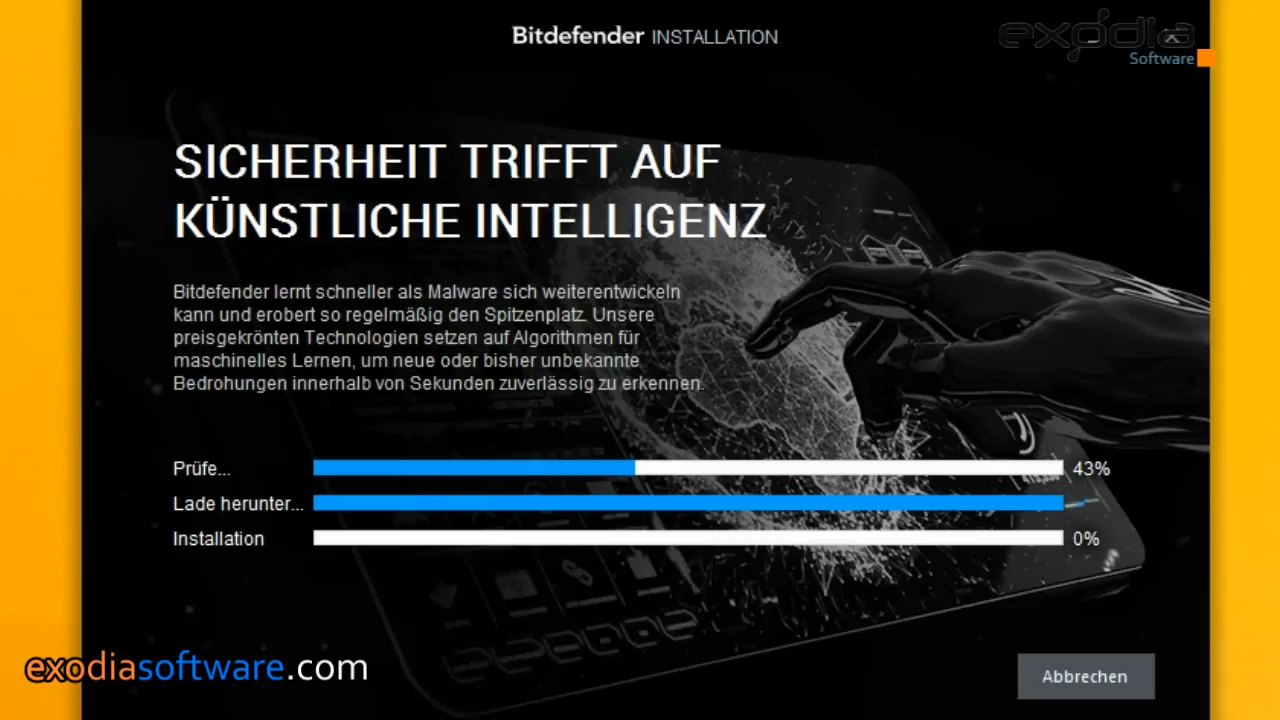 Bitdefender INSTALLATION
exodia
Software
SICHERHEIT TRIFFT AUF
KÜNSTLICHE INTELLIGENZ
Bitdefender lernt schneller als Malware sich weiterentwickeln
kann und erobert so regelmäßig den Spitzenplatz. Unsere
preisgekrönten Technologien setzen auf Algorithmen für
maschinelles Lernen, um neue oder bisher unbekannte
Bedrohungen innerhalb von Sekunden zuverlässig zu erkennen.
Prüfe... 43%
Lade herunter...
Installation 0%
exodiasoftware.com
Abbrechen